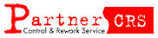 Partner CRS
Control & Rework Service